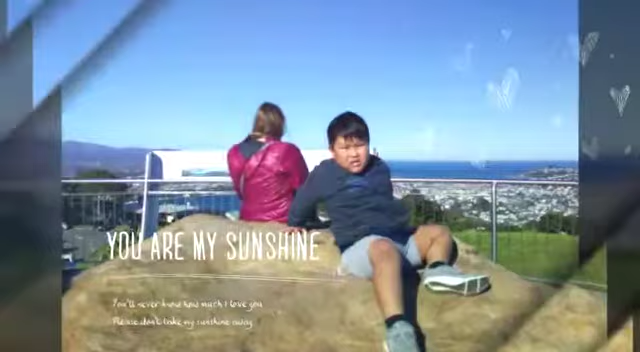 YOU ARE MY SUNSHINE
You'll never know how much I love you
Please don't take my sunshine away